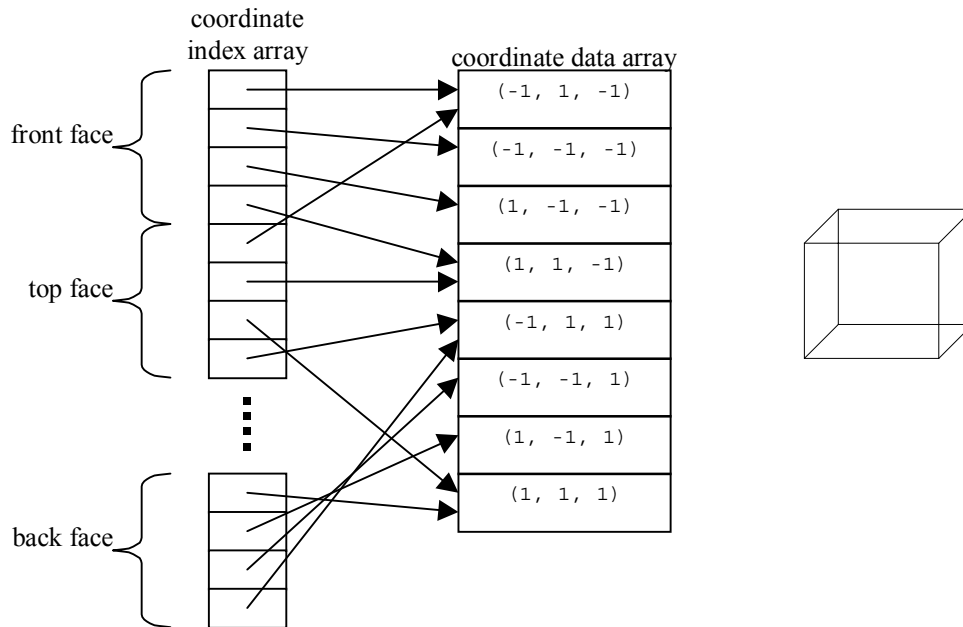 coordinate
index array
coordinate data array
front face
top face
back face
(-1, 1, -1)
(-1, -1, -1)
(1, -1, -1)
(1, 1, -1)
(-1, 1, 1)
(-1, -1, 1)
(1, -1, 1)
(1, 1, 1)